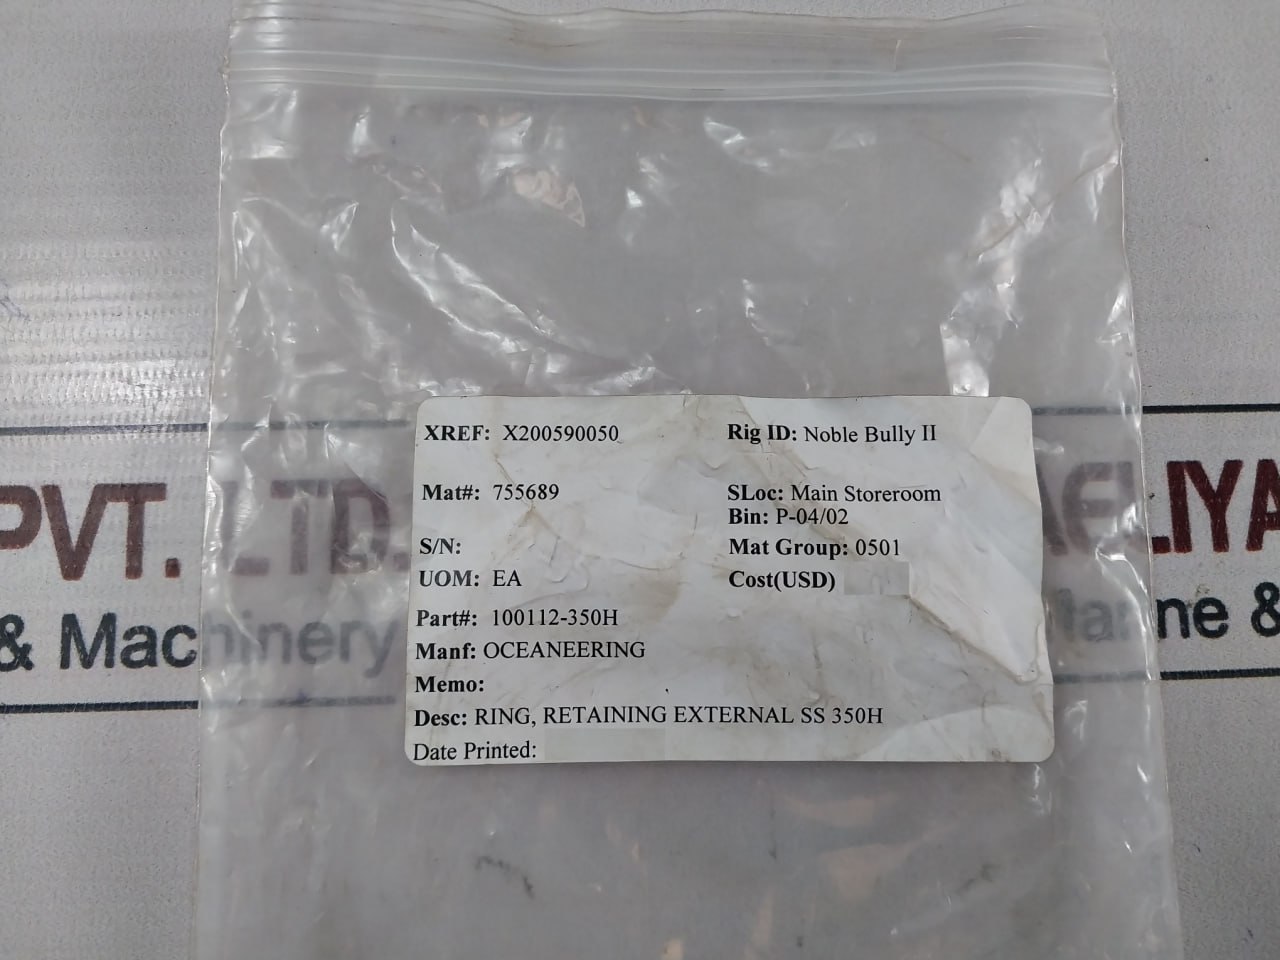 XREF: X200590050 Rig ID: Noble Bully II
Mat#: 755689 SLoc: Main Storeroom
Bin: P-04/02
S/N: Mat Group: 0501
UOM: EA Cost(USD)
Part#: 100112-350H
Manf: OCEANEERING
Memo:
Desc: RING, RETAINING EXTERNAL SS 350H
Date Printed:
PVT. LTD. AELIYA
& Machinery Marine &